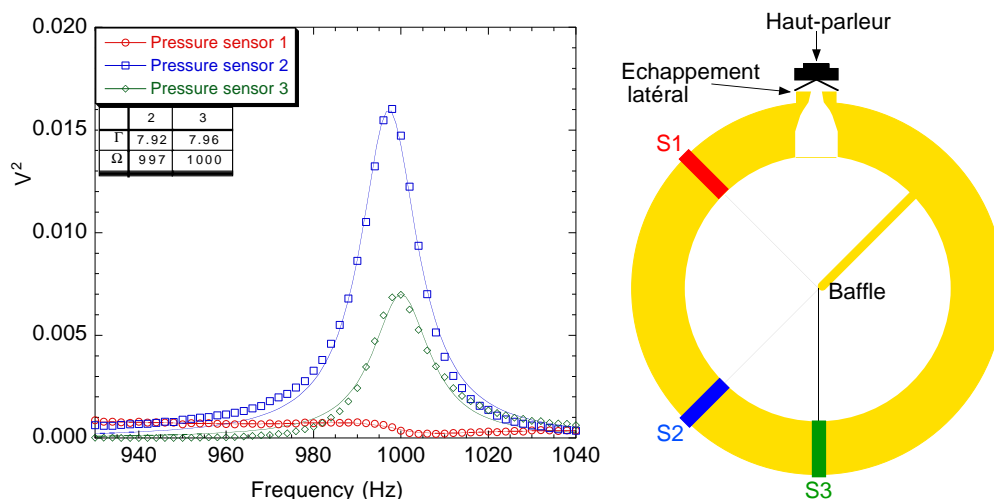 0.020
0.015
0.010
0.005
0.000
V²
Pressure sensor 1
Pressure sensor 2
Pressure sensor 3
2 3
Γ 7.92 7.96
Ω 997 1000
940 960 980 1000 1020 1040
Frequency (Hz)
Haut-parleur
Echappement
latéral
S1
Baffle
S2
S3